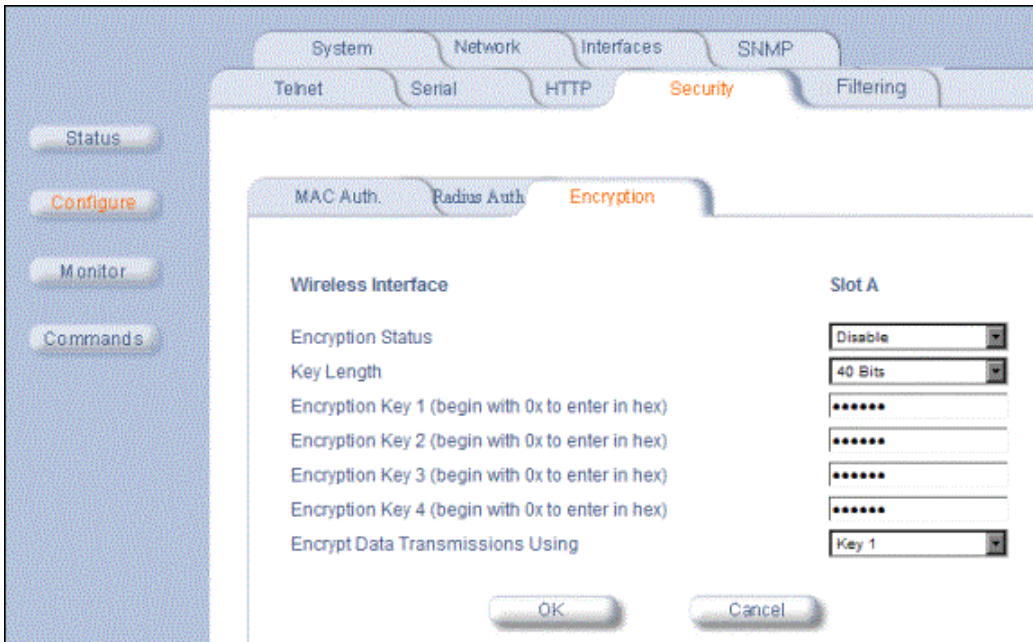 System Network Interfaces SNMP
Telnet Serial HTTP Security Filtering
Status
Configure
Monitor
Commands
MAC Auth. Radius Auth Encryption
Wireless Interface Slot A
Encryption Status Disable
Key Length 40 Bits
Encryption Key 1 (begin with 0x to enter in hex) ••••••
Encryption Key 2 (begin with 0x to enter in hex) ••••••
Encryption Key 3 (begin with 0x to enter in hex) ••••••
Encryption Key 4 (begin with 0x to enter in hex) ••••••
Encrypt Data Transmissions Using Key 1
OK Cancel